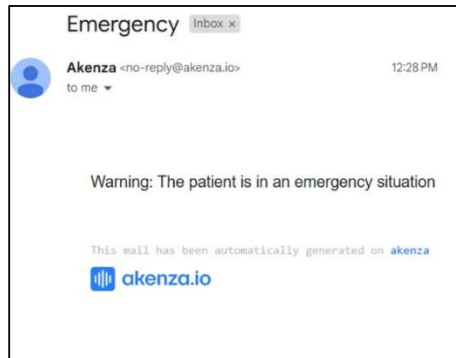 Emergency Inbox ×
Akenza <no-reply@akenza.io> 12:28 PM
to me
Warning: The patient is in an emergency situation
This mail has been automatically generated on akenza
akenza.io